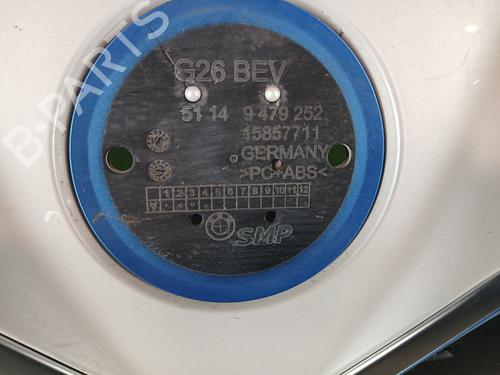 B-PARTS
G26 BEV
51 14 9 479 252
15857711
GERMANY
>PC+ABS<
1 2 3 4 5 6 7 8 9 10 11 12
A
SMP